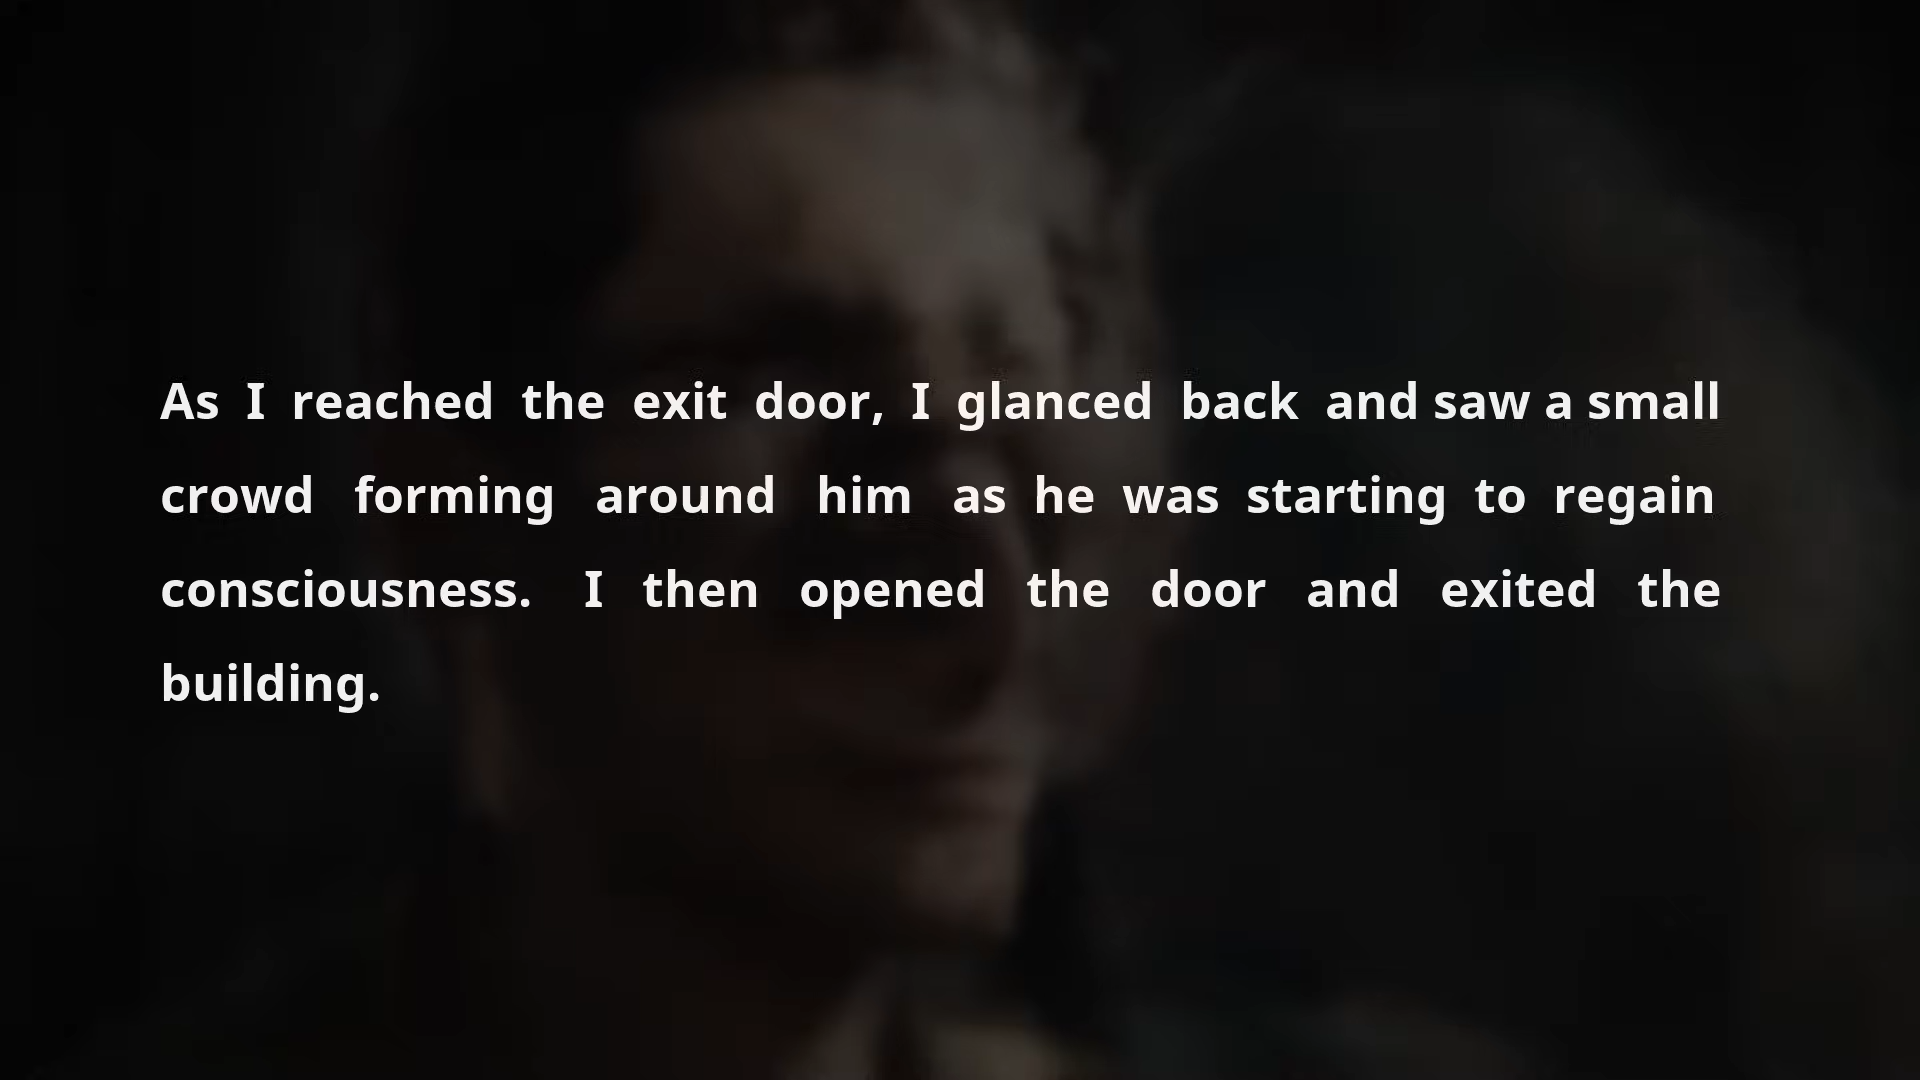 As I reached the exit door, I glanced back and saw a small
crowd forming around him as he was starting to regain
consciousness. I then opened the door and exited the
building.